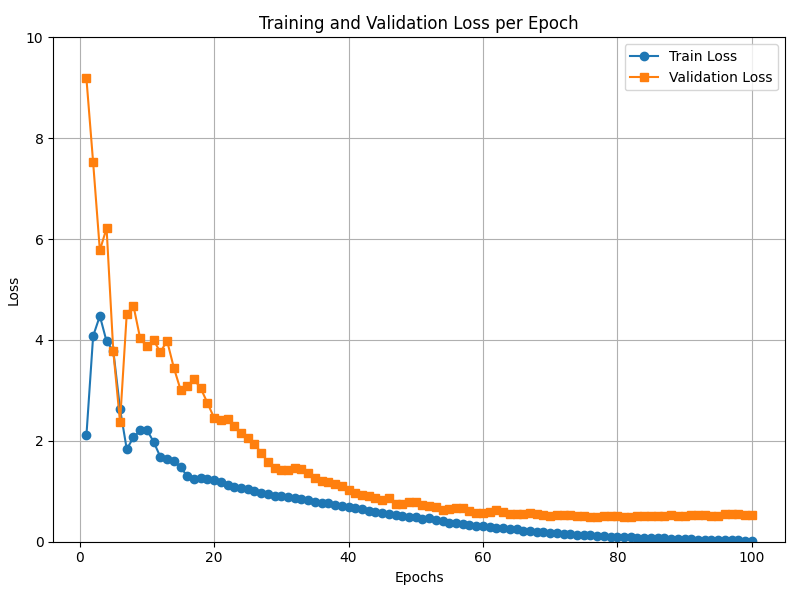 Training and Validation Loss per Epoch
Train Loss
Validation Loss
10
8
6
4
2
0
Loss
0 20 40 60 80 100
Epochs